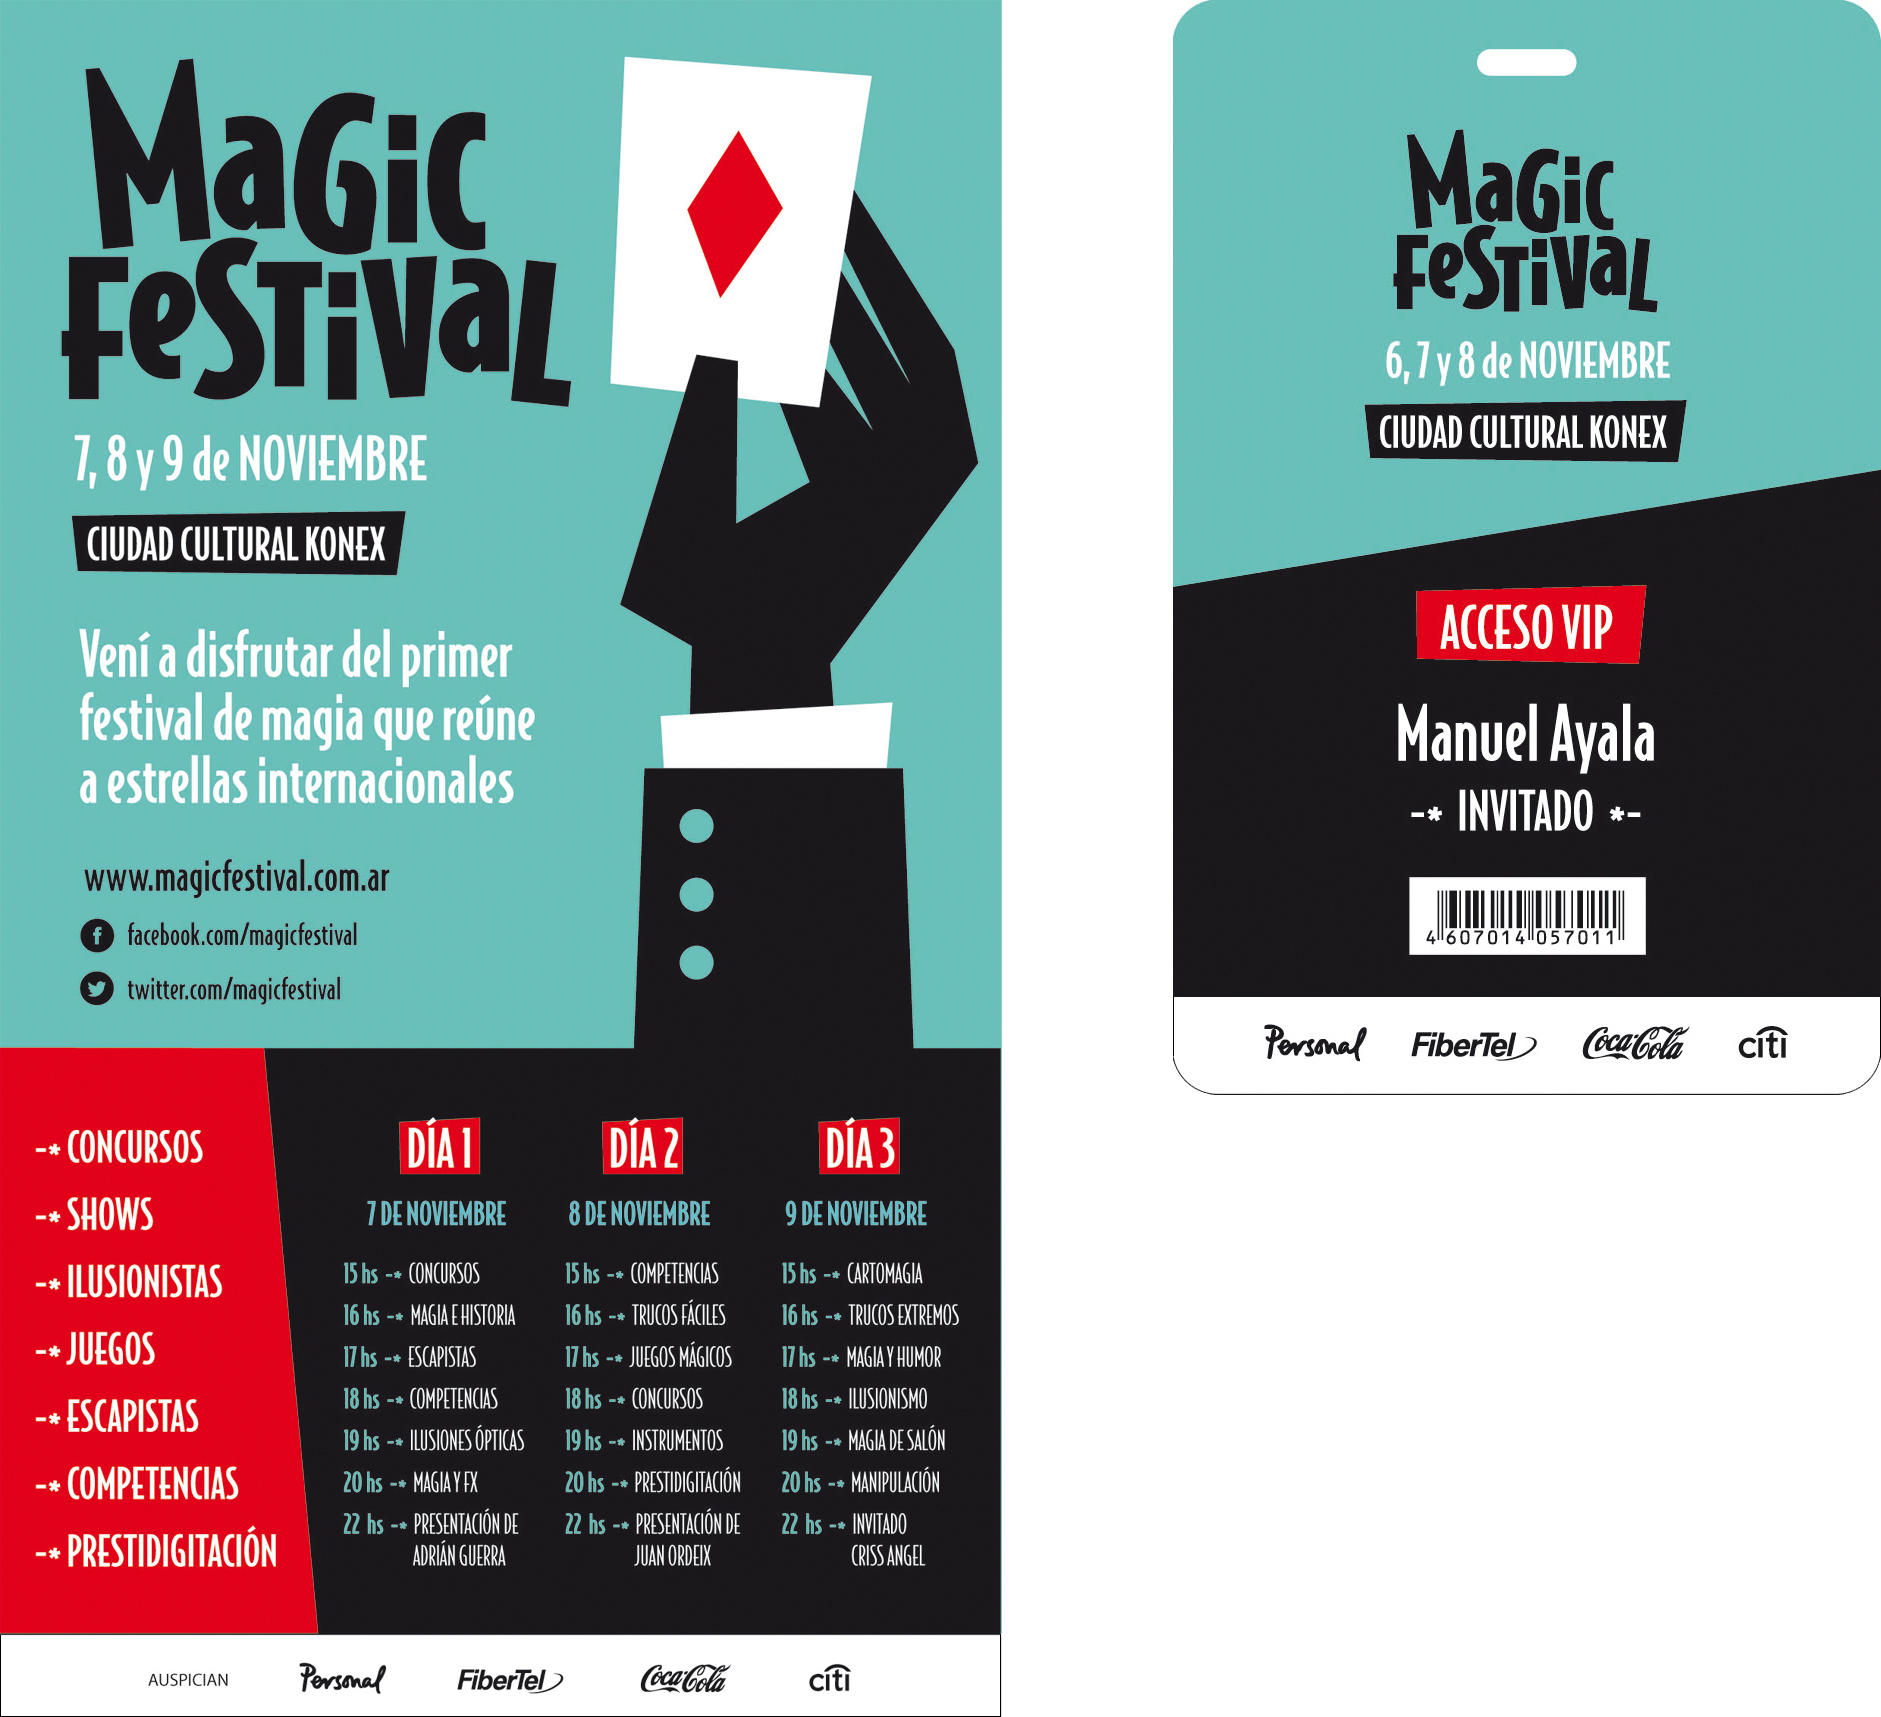 MaGiC
FeSTiVaL
7, 8 y 9 de NOVIEMBRE
CIUDAD CULTURAL KONEX
Vení a disfrutar del primer
festival de magia que reúne
a estrellas internacionales
www.magicfestival.com.ar
facebook.com/magicfestival
twitter.com/magicfestival
-* CONCURSOS
-* SHOWS
-* ILUSIONISTAS
-* JUEGOS
-* ESCAPISTAS
-* COMPETENCIAS
-* PRESTIDIGITACIÓN
DÍA 1
7 DE NOVIEMBRE
15 hs -* CONCURSOS
16 hs -* MAGIA E HISTORIA
17 hs -* ESCAPISTAS
18 hs -* COMPETENCIAS
19 hs -* ILUSIONES ÓPTICAS
20 hs -* MAGIA Y FX
22 hs -* PRESENTACIÓN DE
ADRIÁN GUERRA
DÍA 2
8 DE NOVIEMBRE
15 hs -* COMPETENCIAS
16 hs -* TRUCOS FÁCILES
17 hs -* JUEGOS MÁGICOS
18 hs -* CONCURSOS
19 hs -* INSTRUMENTOS
20 hs -* PRESTIDIGITACIÓN
22 hs -* PRESENTACIÓN DE
JUAN ORDEIX
DÍA 3
9 DE NOVIEMBRE
15 hs -* CARTOMAGIA
16 hs -* TRUCOS EXTREMOS
17 hs -* MAGIA Y HUMOR
18 hs -* ILUSIONISMO
19 hs -* MAGIA DE SALÓN
20 hs -* MANIPULACIÓN
22 hs -* INVITADO
CRISS ANGEL
AUSPICIAN Personal FiberTel Coca-Cola citi
MaGiC
FeSTiVaL
6, 7 y 8 de NOVIEMBRE
CIUDAD CULTURAL KONEX
ACCESO VIP
Manuel Ayala
-* INVITADO *-
4 607014 057011
Personal FiberTel Coca-Cola citi